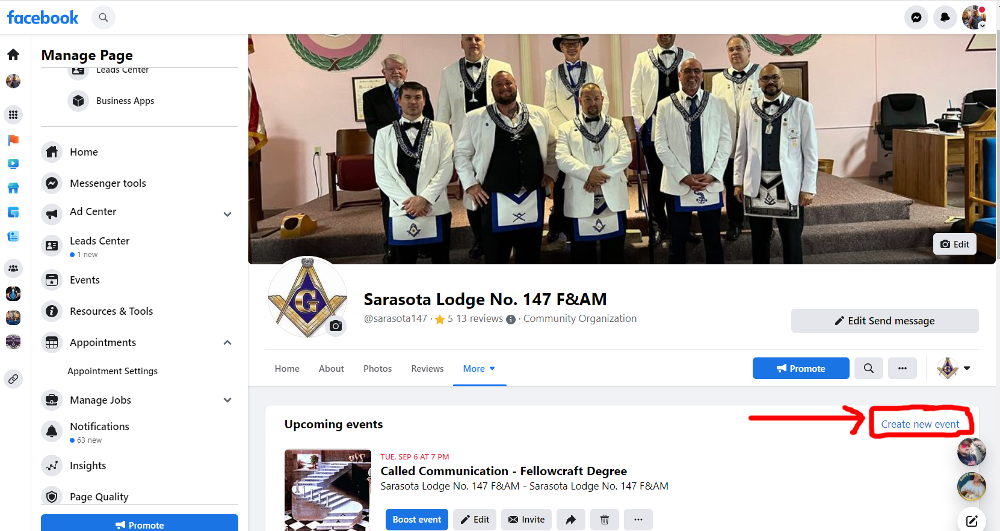 facebook
Manage Page
Leads Center
Business Apps
Home
Messenger tools
Ad Center
Leads Center
1 new
Events
Resources & Tools
Appointments
Appointment Settings
Manage Jobs
Notifications
63 new
Insights
Page Quality
Promote
Edit
G
Sarasota Lodge No. 147 F&AM
@sarasota147 · 5 13 reviews · Community Organization
Edit Send message
Home About Photos Reviews More
Promote
Upcoming events
Create new event
TUE, SEP 6 AT 7 PM
Called Communication - Fellowcraft Degree
Sarasota Lodge No. 147 F&AM - Sarasota Lodge No. 147 F&AM
Boost event Edit Invite